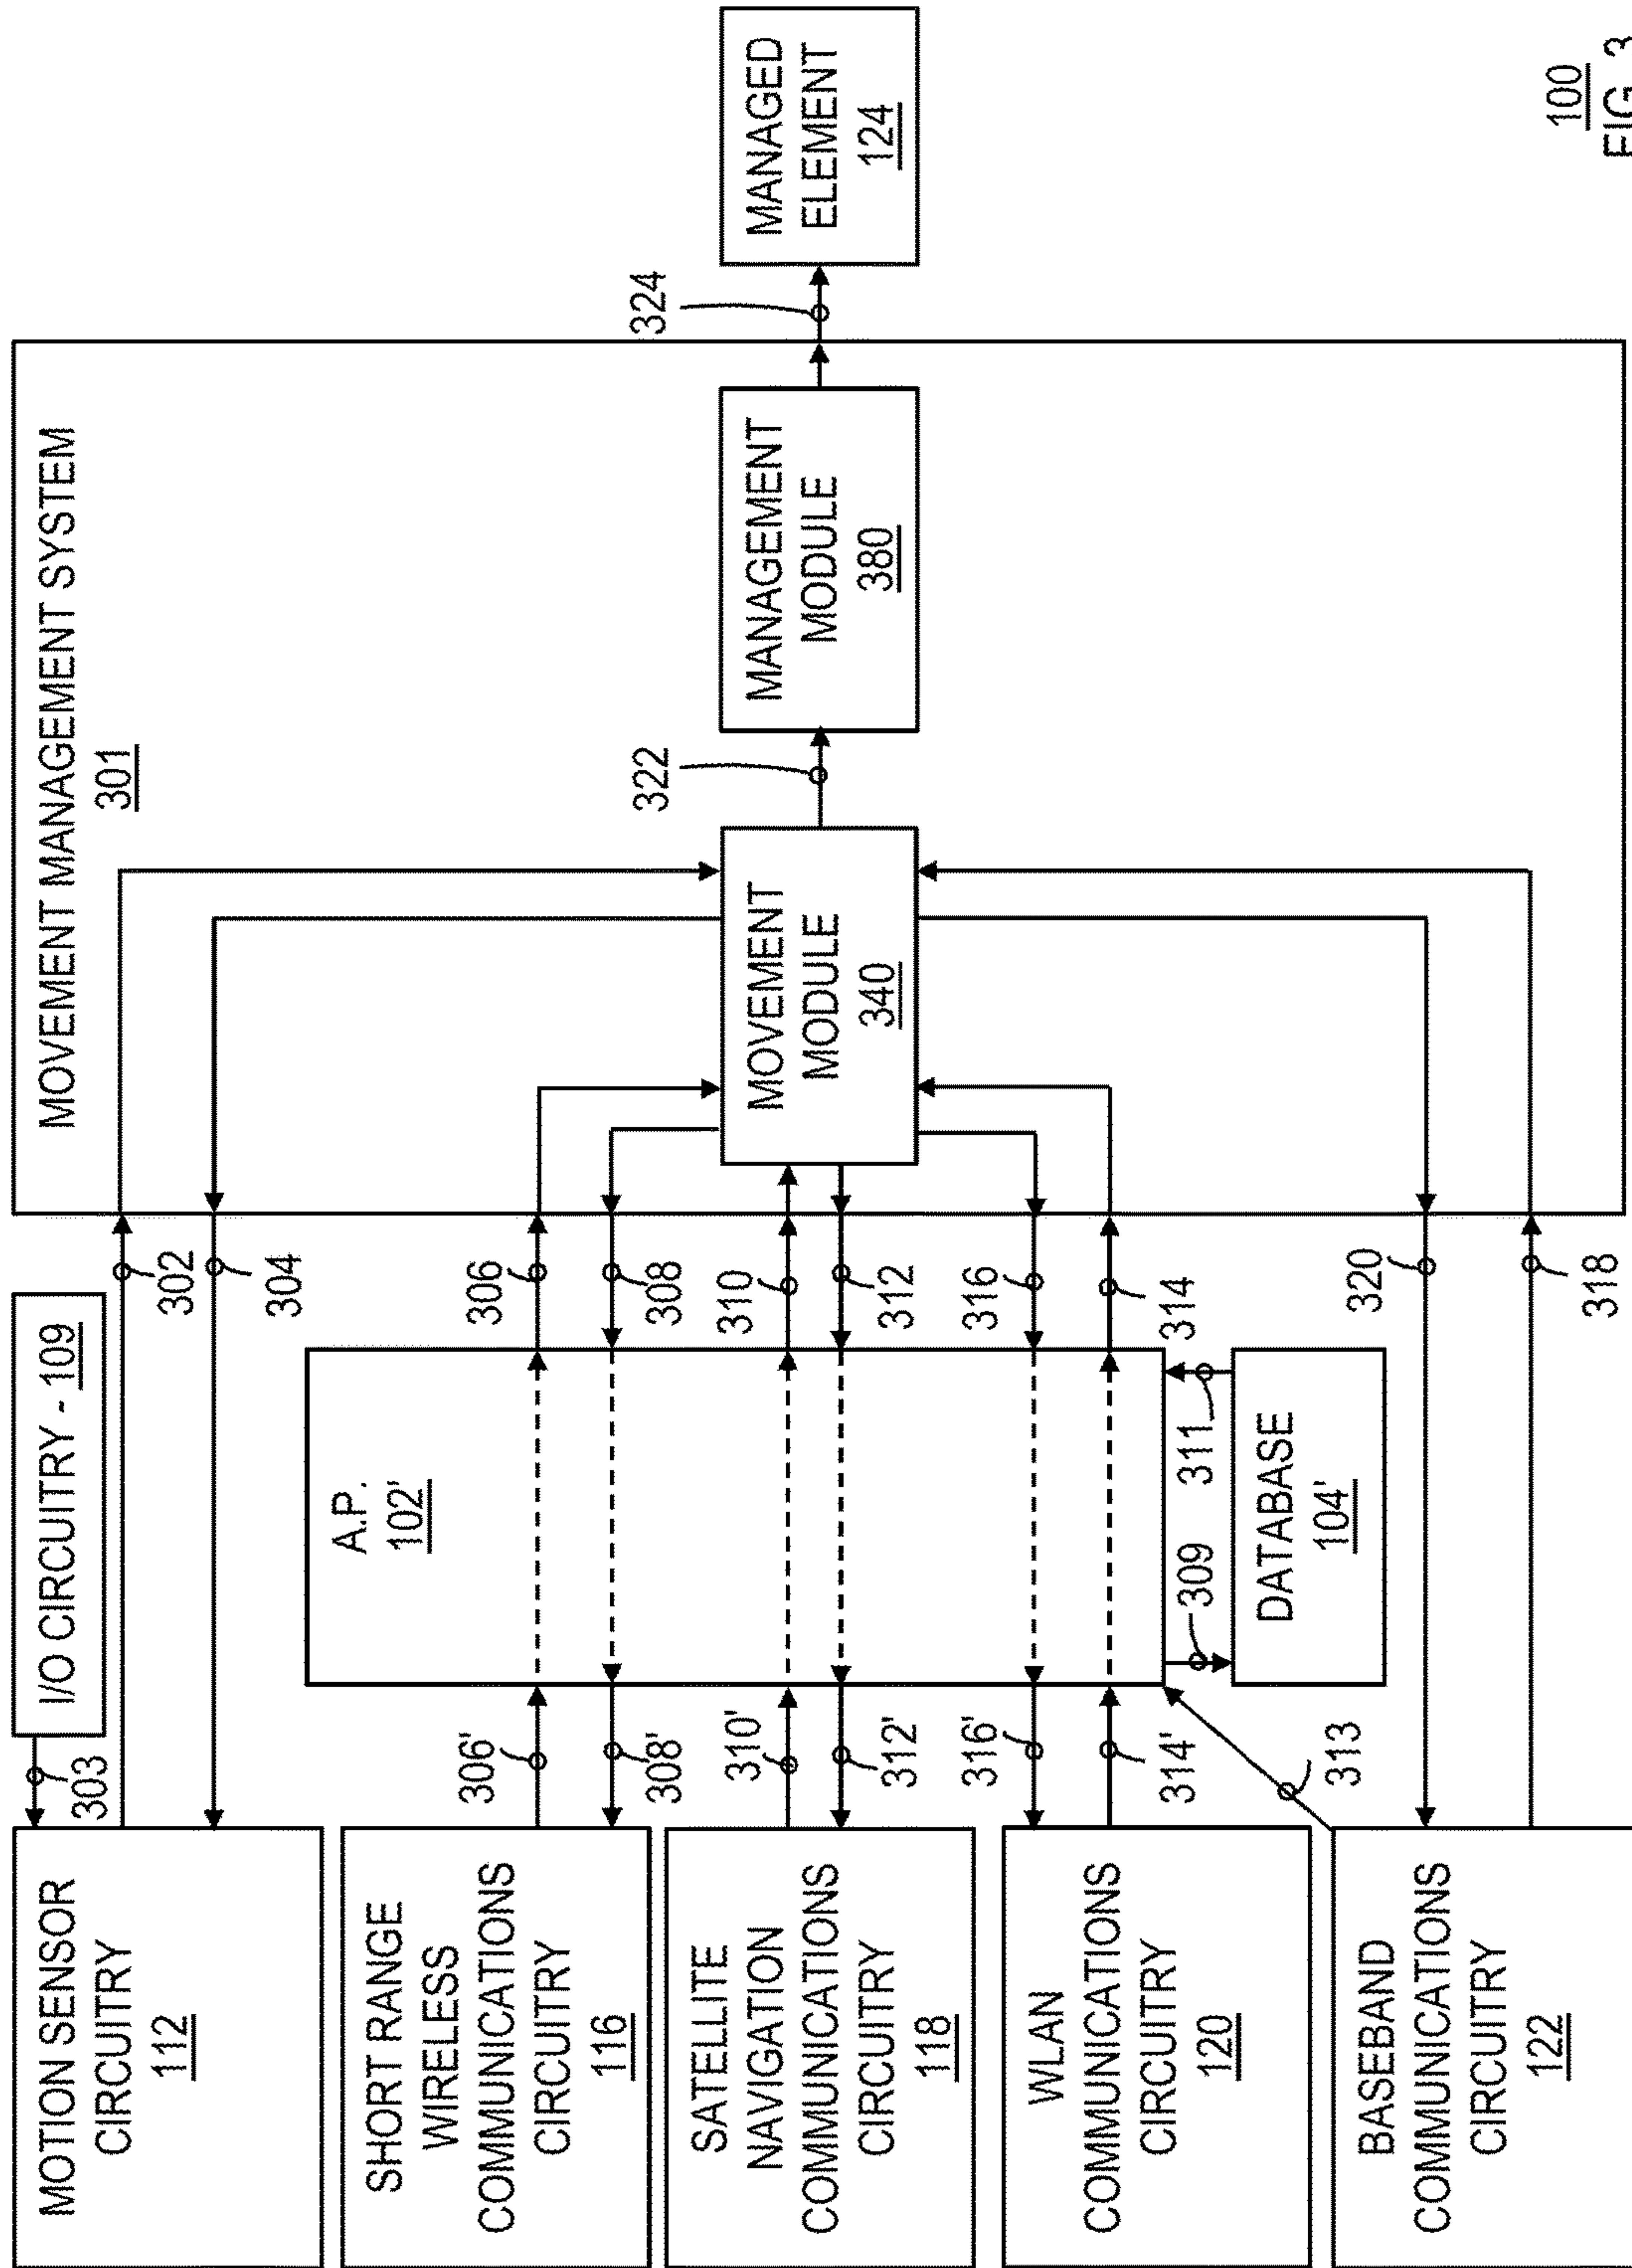 MOTION SENSOR
CIRCUITRY
112
SHORT RANGE
WIRELESS
COMMUNICATIONS
CIRCUITRY
116
SATELLITE
NAVIGATION
COMMUNICATIONS
CIRCUITRY
118
WLAN
COMMUNICATIONS
CIRCUITRY
120
BASEBAND
COMMUNICATIONS
CIRCUITRY
122
303
306'
308'
310'
312'
316'
314'
313
I/O CIRCUITRY - 109
A.P.
102'
309
311
DATABASE
104'
302
304
306
308
310
312
316
314
320
318
MOVEMENT MANAGEMENT SYSTEM
301
MOVEMENT
MODULE
340
322
MANAGEMENT
MODULE
380
324
MANAGED
ELEMENT
124
100
FIG. 3